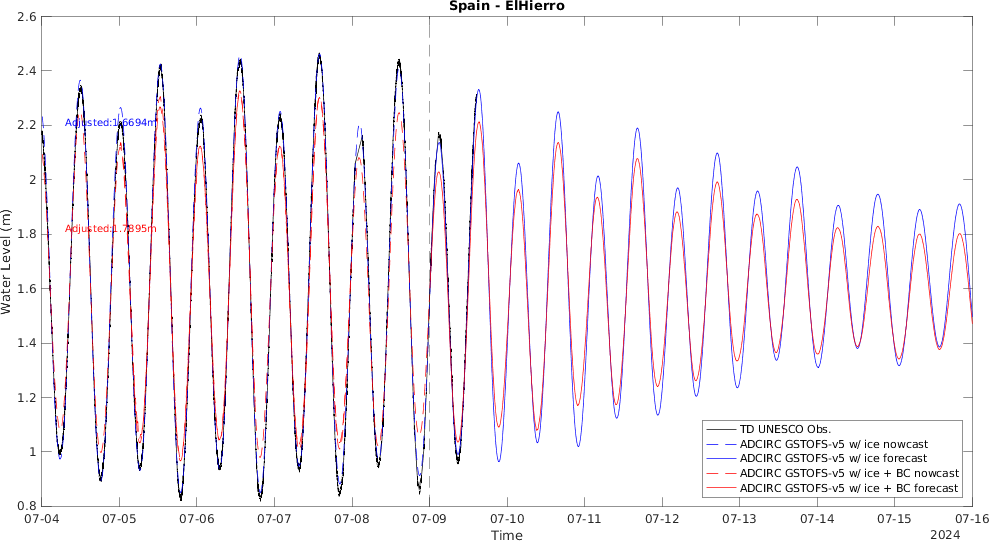 Spain - ElHierro
2.6
2.4
2.2
2
1.8
1.6
1.4
1.2
1
0.8
Water Level (m)
Adjusted:1.6694m
Adjusted:1.7895m
TD UNESCO Obs.
ADCIRC GSTOFS-v5 w/ ice nowcast
ADCIRC GSTOFS-v5 w/ ice forecast
ADCIRC GSTOFS-v5 w/ ice + BC nowcast
ADCIRC GSTOFS-v5 w/ ice + BC forecast
07-04 07-05 07-06 07-07 07-08 07-09 07-10 07-11 07-12 07-13 07-14 07-15 07-16
Time
2024